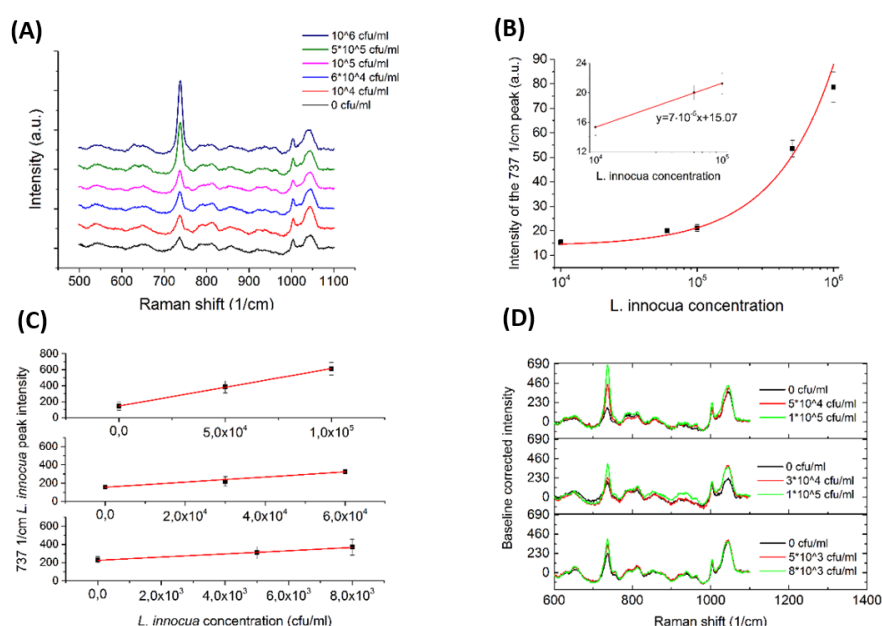 (A)
10^6 cfu/ml
5*10^5 cfu/ml
10^5 cfu/ml
6*10^4 cfu/ml
10^4 cfu/ml
0 cfu/ml
Intensity (a.u.)
500 600 700 800 900 1000 1100
Raman shift (1/cm)
(B)
Intensity of the 737 1/cm peak (a.u.)
90
80
70
60
50
40
30
20
10
24
20
16
12
y=7·10⁻⁵x+15.07
10⁴ 10⁵
L. innocua concentration
10⁴ 10⁵ 10⁶
L. innocua concentration
(C)
737 1/cm L. innocua peak intensity
800
600
400
200
0
0,0 5,0x10⁴ 1,0x10⁵
600
400
200
0
0,0 2,0x10⁴ 4,0x10⁴ 6,0x10⁴
600
400
200
0
0,0 2,0x10³ 4,0x10³ 6,0x10³ 8,0x10³
L. innocua concentration (cfu/ml)
(D)
Baseline corrected intensity
690
460
230
0
0 cfu/ml
5*10^4 cfu/ml
1*10^5 cfu/ml
690
460
230
0
0 cfu/ml
3*10^4 cfu/ml
1*10^5 cfu/ml
690
460
230
0
0 cfu/ml
5*10^3 cfu/ml
8*10^3 cfu/ml
600 800 1000 1200 1400
Raman shift (1/cm)